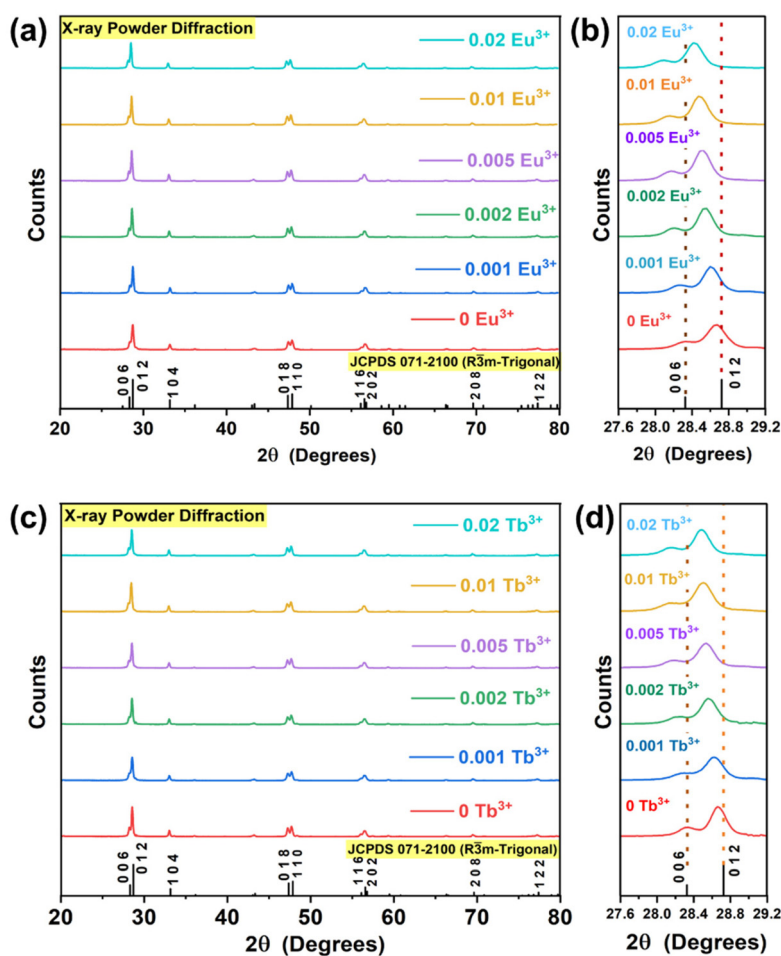 (a)
X-ray Powder Diffraction
0.02 Eu³⁺
0.01 Eu³⁺
0.005 Eu³⁺
0.002 Eu³⁺
0.001 Eu³⁺
0 Eu³⁺
JCPDS 071-2100 (R3̅m-Trigonal)
0 0 6
0 1 2
1 0 4
0 1 8
1 1 0
1 1 6
2 0 2
2 0 8
1 2 2
20 30 40 50 60 70 80
2θ (Degrees)
Counts
(b)
0.02 Eu³⁺
0.01 Eu³⁺
0.005 Eu³⁺
0.002 Eu³⁺
0.001 Eu³⁺
0 Eu³⁺
0 0 6
0 1 2
27.6 28.0 28.4 28.8 29.2
2θ (Degrees)
(c)
X-ray Powder Diffraction
0.02 Tb³⁺
0.01 Tb³⁺
0.005 Tb³⁺
0.002 Tb³⁺
0.001 Tb³⁺
0 Tb³⁺
JCPDS 071-2100 (R3̅m-Trigonal)
0 0 6
0 1 2
1 0 4
0 1 8
1 1 0
1 1 6
2 0 2
2 0 8
1 2 2
20 30 40 50 60 70 80
2θ (Degrees)
Counts
(d)
0.02 Tb³⁺
0.01 Tb³⁺
0.005 Tb³⁺
0.002 Tb³⁺
0.001 Tb³⁺
0 Tb³⁺
0 0 6
0 1 2
27.6 28.0 28.4 28.8 29.2
2θ (Degrees)